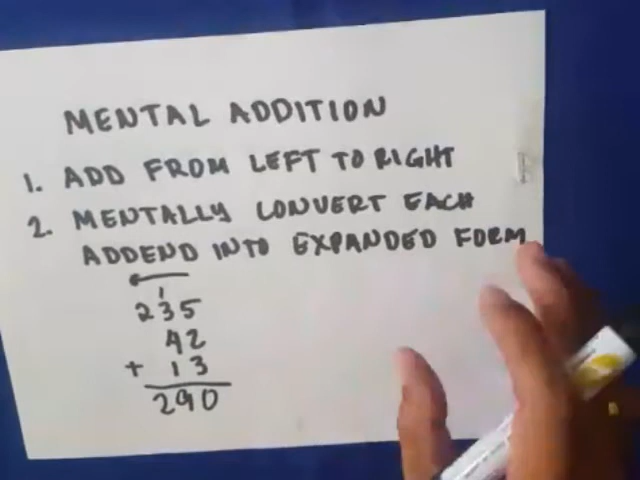 MENTAL ADDITION
1. ADD FROM LEFT TO RIGHT
2. MENTALLY CONVERT EACH
ADDEND INTO EXPANDED FORM
1
235
42
+ 13
290